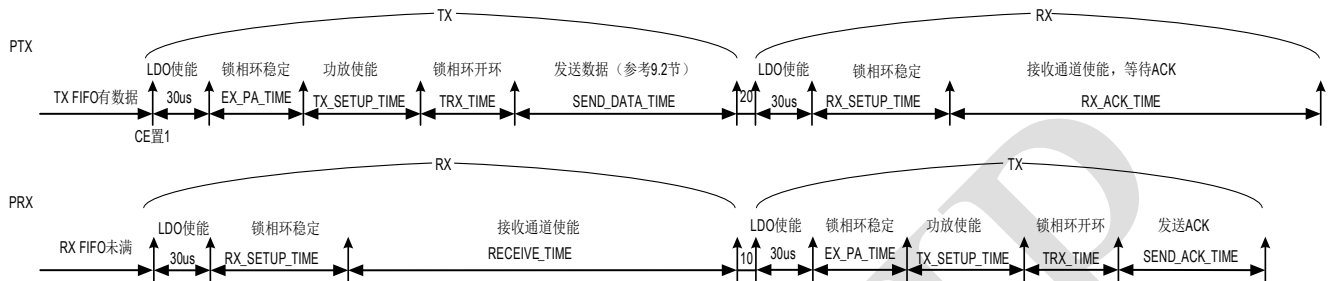 TX
RX
PTX
LDO使能
锁相环稳定
功放使能
锁相环开环
发送数据（参考9.2节）
LDO使能
锁相环稳定
接收通道使能，等待ACK
TX FIFO有数据
30us
EX_PA_TIME
TX_SETUP_TIME
TRX_TIME
SEND_DATA_TIME
20
30us
RX_SETUP_TIME
RX_ACK_TIME
CE置1
RX
TX
PRX
LDO使能
锁相环稳定
接收通道使能
LDO使能
锁相环稳定
功放使能
锁相环开环
发送ACK
RX FIFO未满
30us
RX_SETUP_TIME
RECEIVE_TIME
10
30us
EX_PA_TIME
TX_SETUP_TIME
TRX_TIME
SEND_ACK_TIME